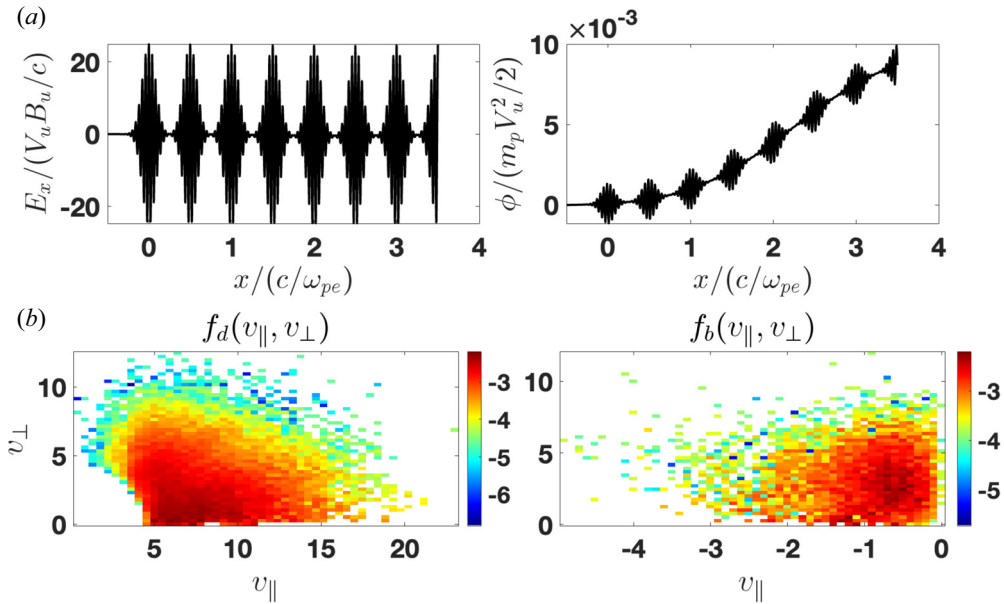 (a)
×10⁻³
20
0
-20
E_x/(V_uB_u/c)
0 1 2 3 4
x/(c/ω_pe)
10
5
0
ϕ/(m_pV_u²/2)
0 1 2 3 4
x/(c/ω_pe)
(b)
f_d(v_∥, v_⊥)
f_b(v_∥, v_⊥)
10
5
0
v_⊥
5 10 15 20
v_∥
-3
-4
-5
-6
10
5
0
-4 -3 -2 -1 0
v_∥
-3
-4
-5